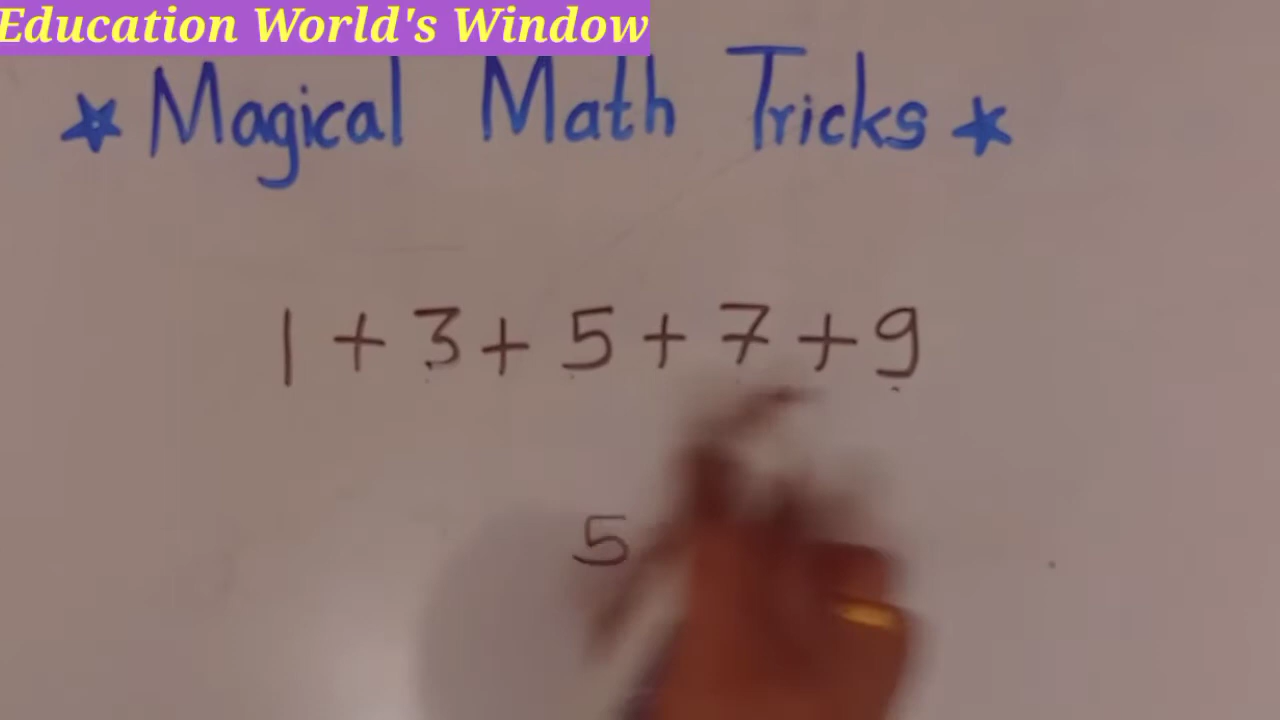 Education World's Window
☆ Magical Math Tricks ☆
1 + 3 + 5 + 7 + 9
5